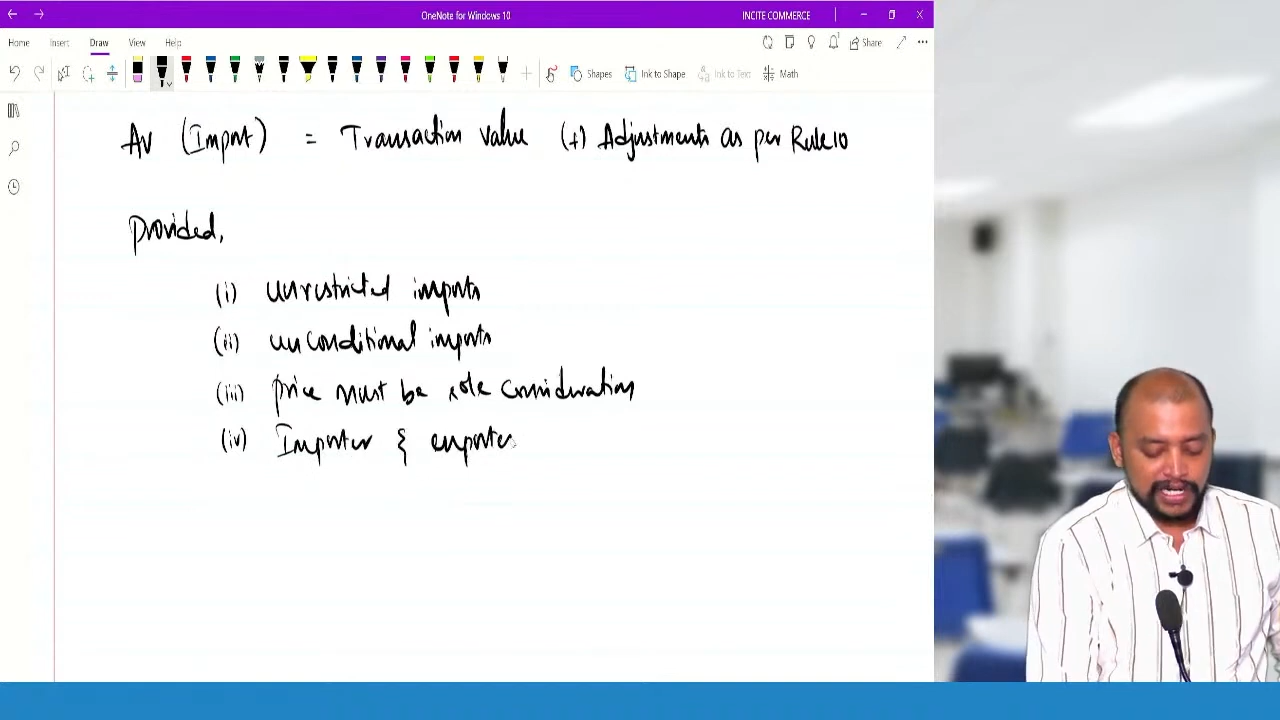 OneNote for Windows 10
INCITE COMMERCE
Home Insert Draw View Help
Share
Shapes Ink to Shape Ink to Text Math
AV (Import) = Transaction value (+) Adjustments as per Rule 10
Provided,
(i) unrestricted imports
(ii) unconditional imports
(iii) price must be sole consideration
(iv) Importer & exporter